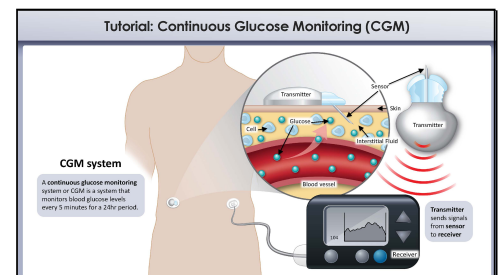 Tutorial: Continuous Glucose Monitoring (CGM)
Transmitter
Sensor
Skin
Glucose
Cell
Interstitial Fluid
Transmitter
Blood vessel
CGM system
A continuous glucose monitoring
system or CGM is a system that
monitors blood glucose levels
every 5 minutes for a 24hr period.
104
Receiver
Transmitter
sends signals
from sensor
to receiver